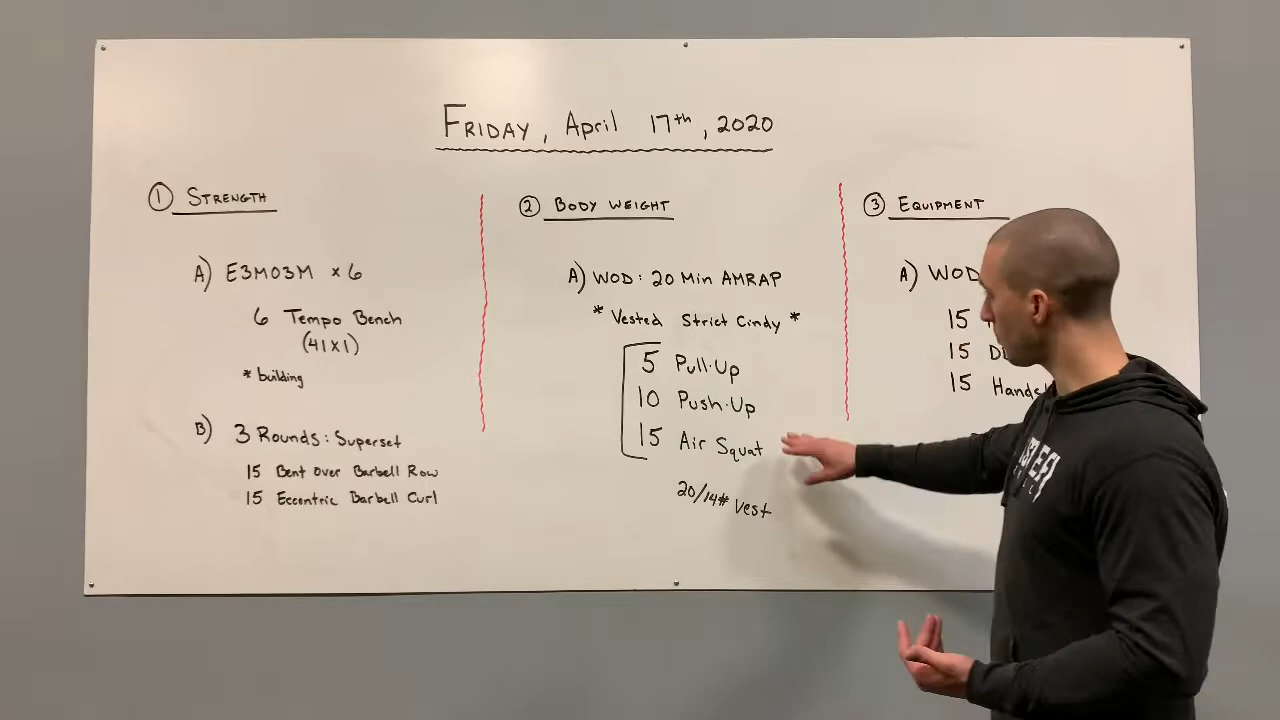 FRIDAY, April 17th, 2020
① STRENGTH
A) E3MO3M x 6
6 Tempo Bench
(41X1)
* building
B) 3 Rounds: Superset
15 Bent Over Barbell Row
15 Eccentric Barbell Curl
② BODY WEIGHT
A) WOD: 20 Min AMRAP
* Vested Strict Cindy *
5 Pull-Up
10 Push-Up
15 Air Squat
20/14# Vest
③ EQUIPMENT
A) WOD
15
15
15